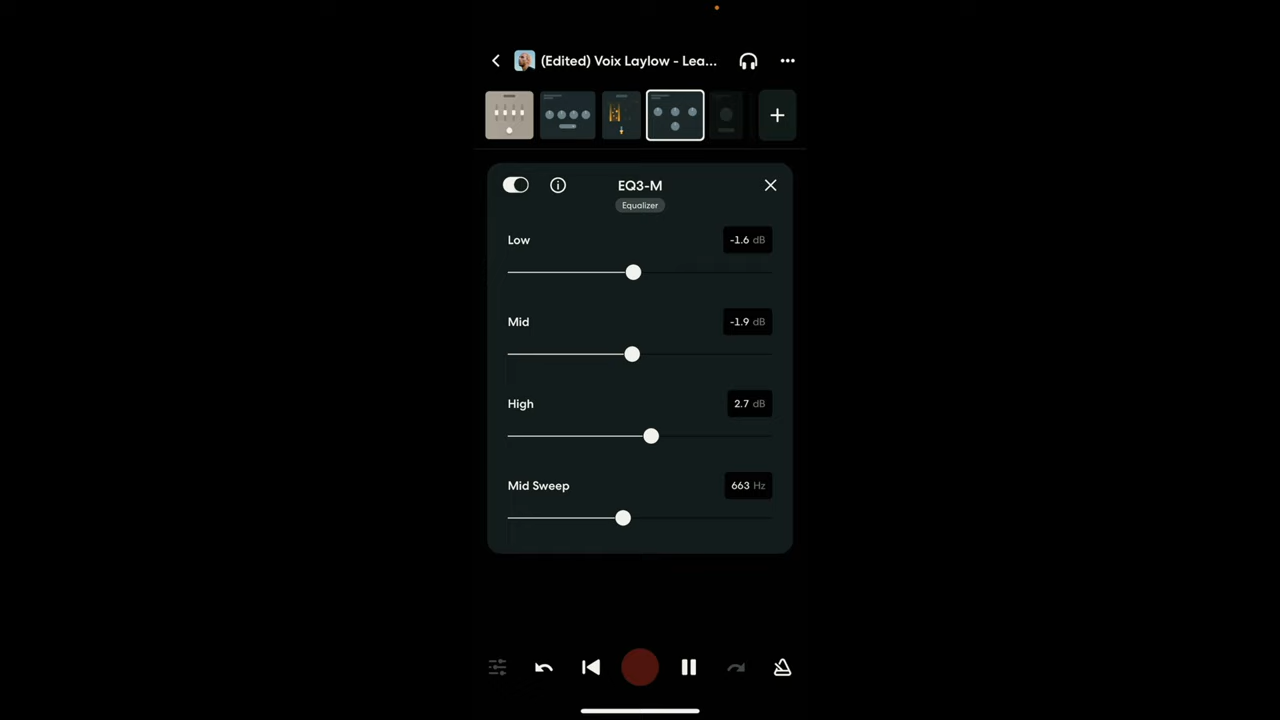 (Edited) Voix Laylow - Lea...
EQ3-M
Equalizer
Low
-1.6 dB
Mid
-1.9 dB
High
2.7 dB
Mid Sweep
663 Hz